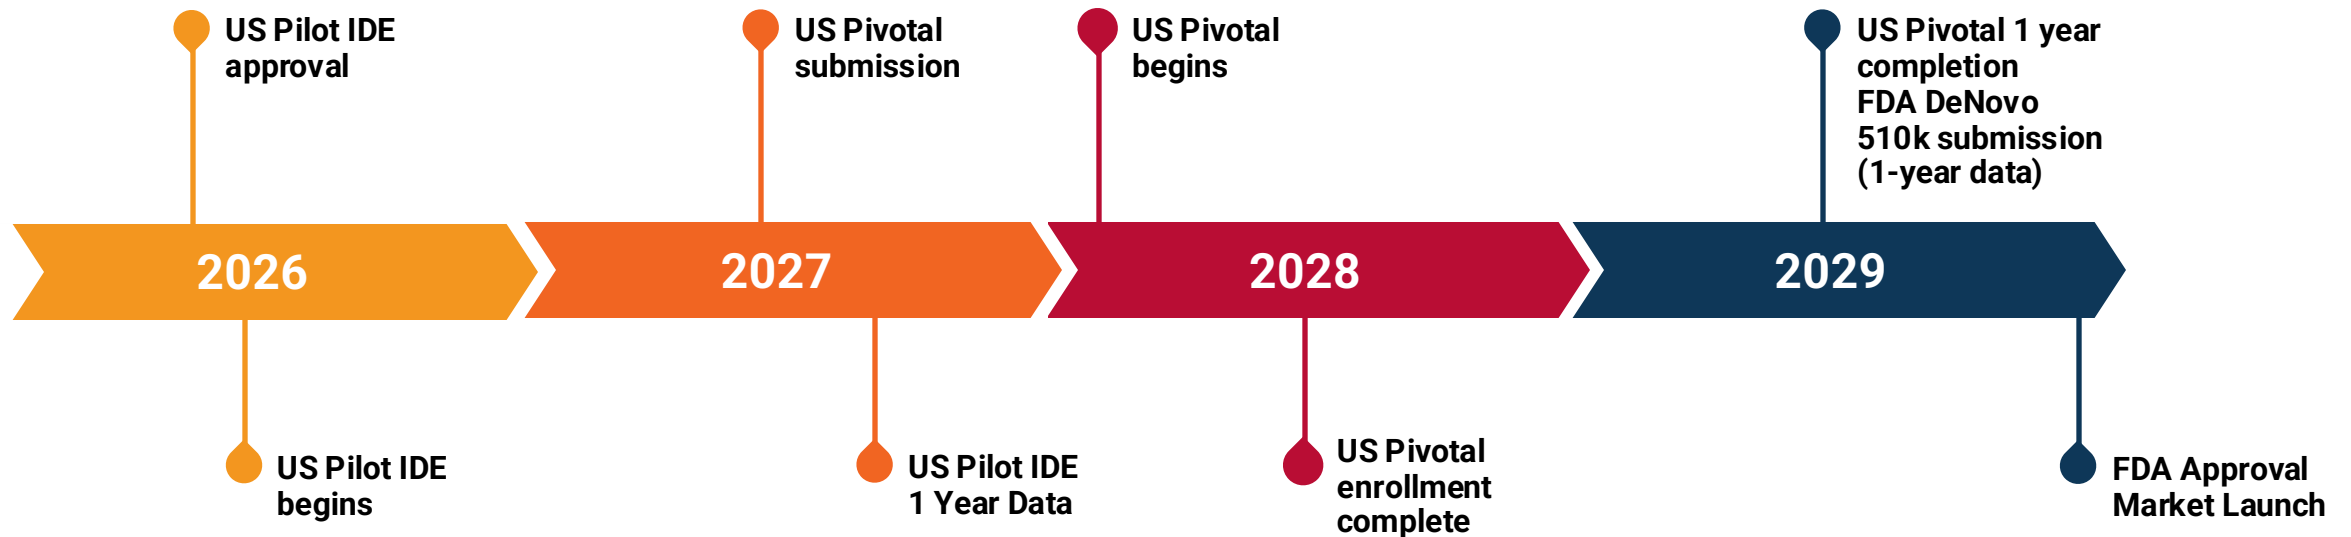 US Pilot IDE
approval
US Pivotal
submission
US Pivotal
begins
US Pivotal 1 year
completion
FDA DeNovo
510k submission
(1-year data)
2026
2027
2028
2029
US Pilot IDE
begins
US Pilot IDE
1 Year Data
US Pivotal
enrollment
complete
FDA Approval
Market Launch